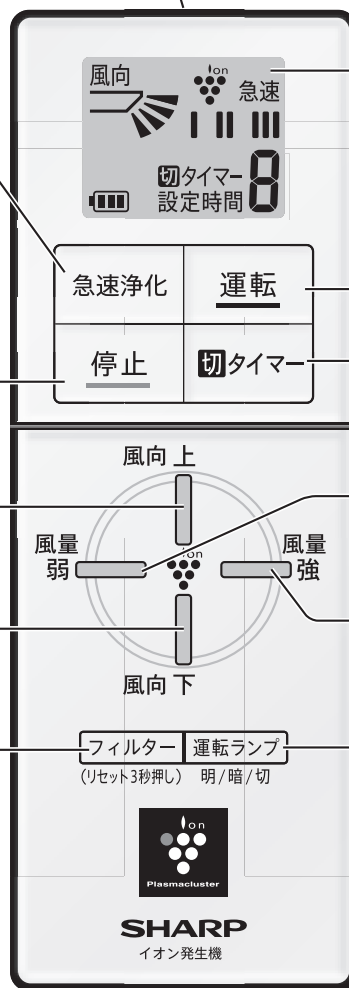 風向
ion
急速
切タイマー
設定時間 8
急速浄化
運転
停止
切タイマー
風向 上
風量
弱
ion
風量
強
風向 下
フィルター
運転ランプ
(リセット3秒押し)
明/暗/切
ion
Plasmacluster
SHARP
イオン発生機